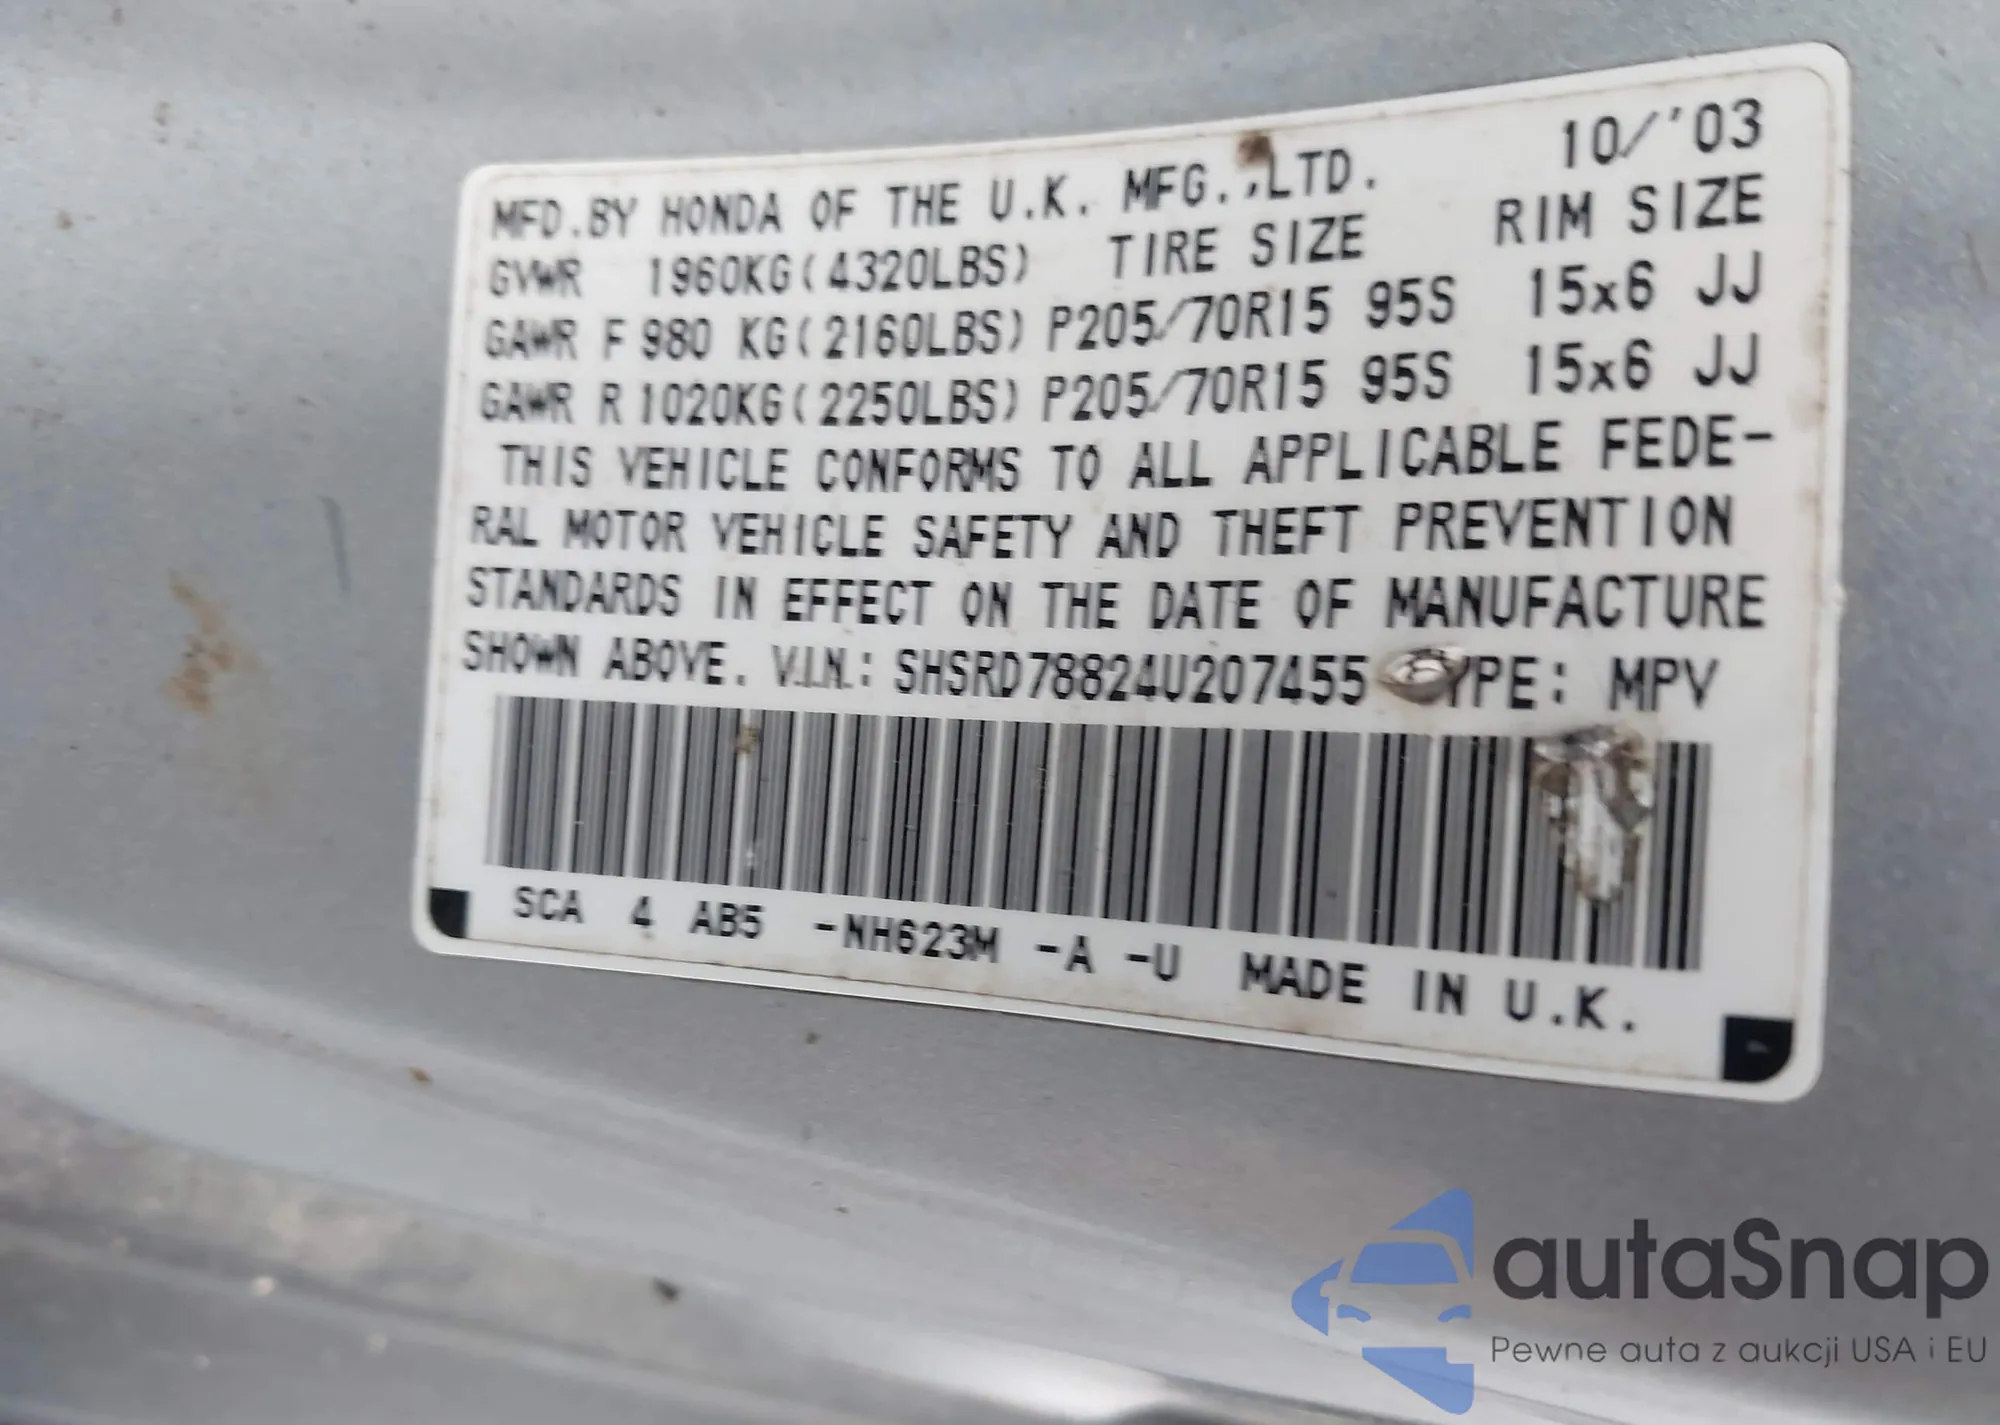 10/'03
MFD.BY HONDA OF THE U.K. MFG.,LTD.
GVWR 1960KG(4320LBS) TIRE SIZE RIM SIZE
GAWR F 980 KG(2160LBS) P205/70R15 95S 15x6 JJ
GAWR R 1020KG(2250LBS) P205/70R15 95S 15x6 JJ
THIS VEHICLE CONFORMS TO ALL APPLICABLE FEDE-
RAL MOTOR VEHICLE SAFETY AND THEFT PREVENTION
STANDARDS IN EFFECT ON THE DATE OF MANUFACTURE
SHOWN ABOVE. V.I.N.: SHSRD78824U207455 YPE: MPV
SCA 4 AB5 -NH623M -A -U MADE IN U.K.
autaSnap
Pewne auta z aukcji USA i EU